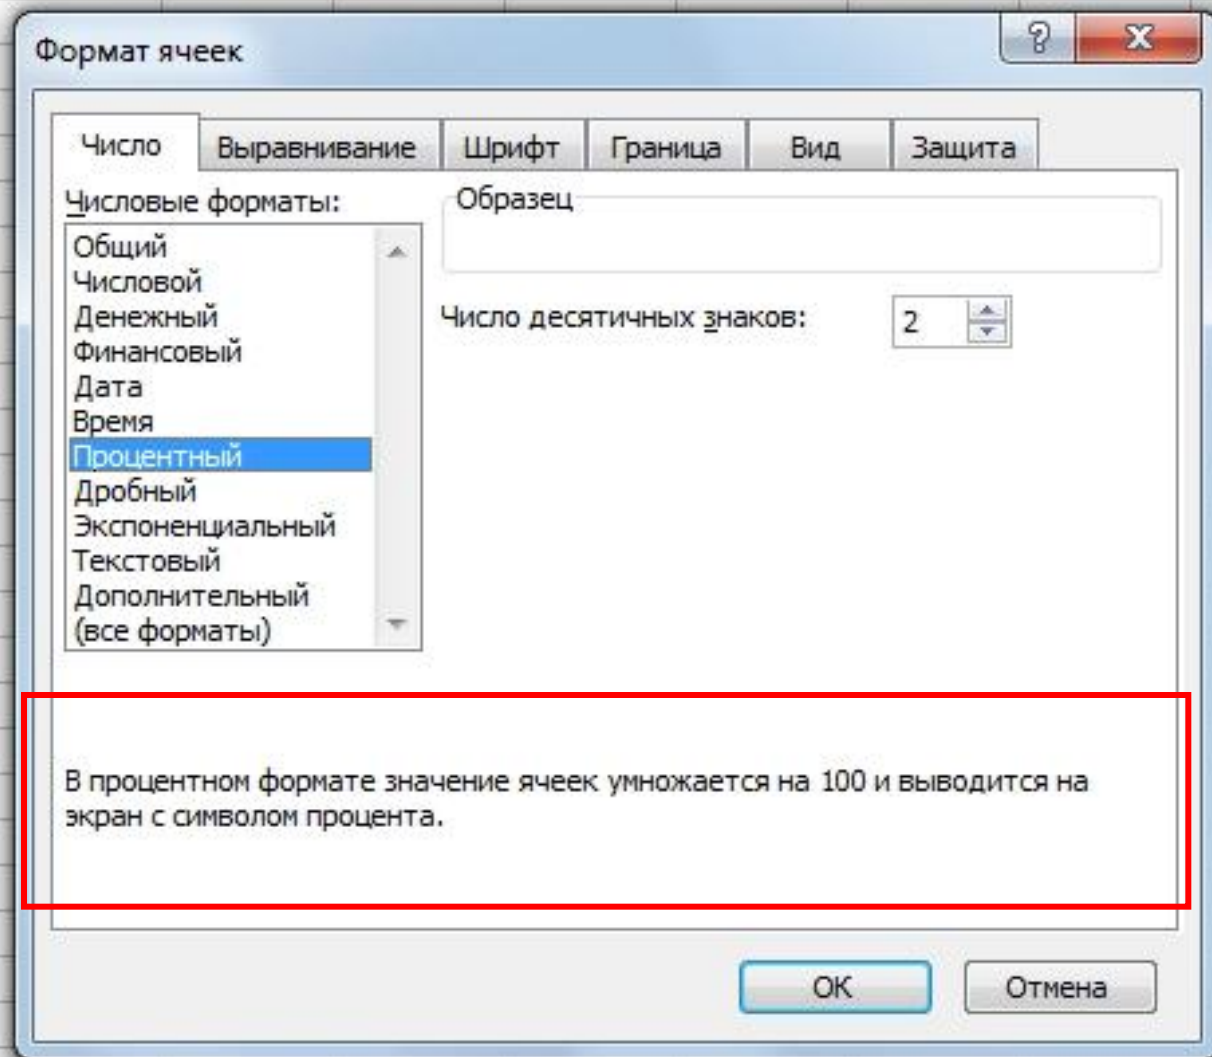 Формат ячеек
?
Число Выравнивание Шрифт Граница Вид Защита
Числовые форматы:
Образец
Общий
Числовой
Денежный
Финансовый
Дата
Время
Процентный
Дробный
Экспоненциальный
Текстовый
Дополнительный
(все форматы)
Число десятичных знаков: 2
В процентном формате значение ячеек умножается на 100 и выводится на
экран с символом процента.
ОК Отмена